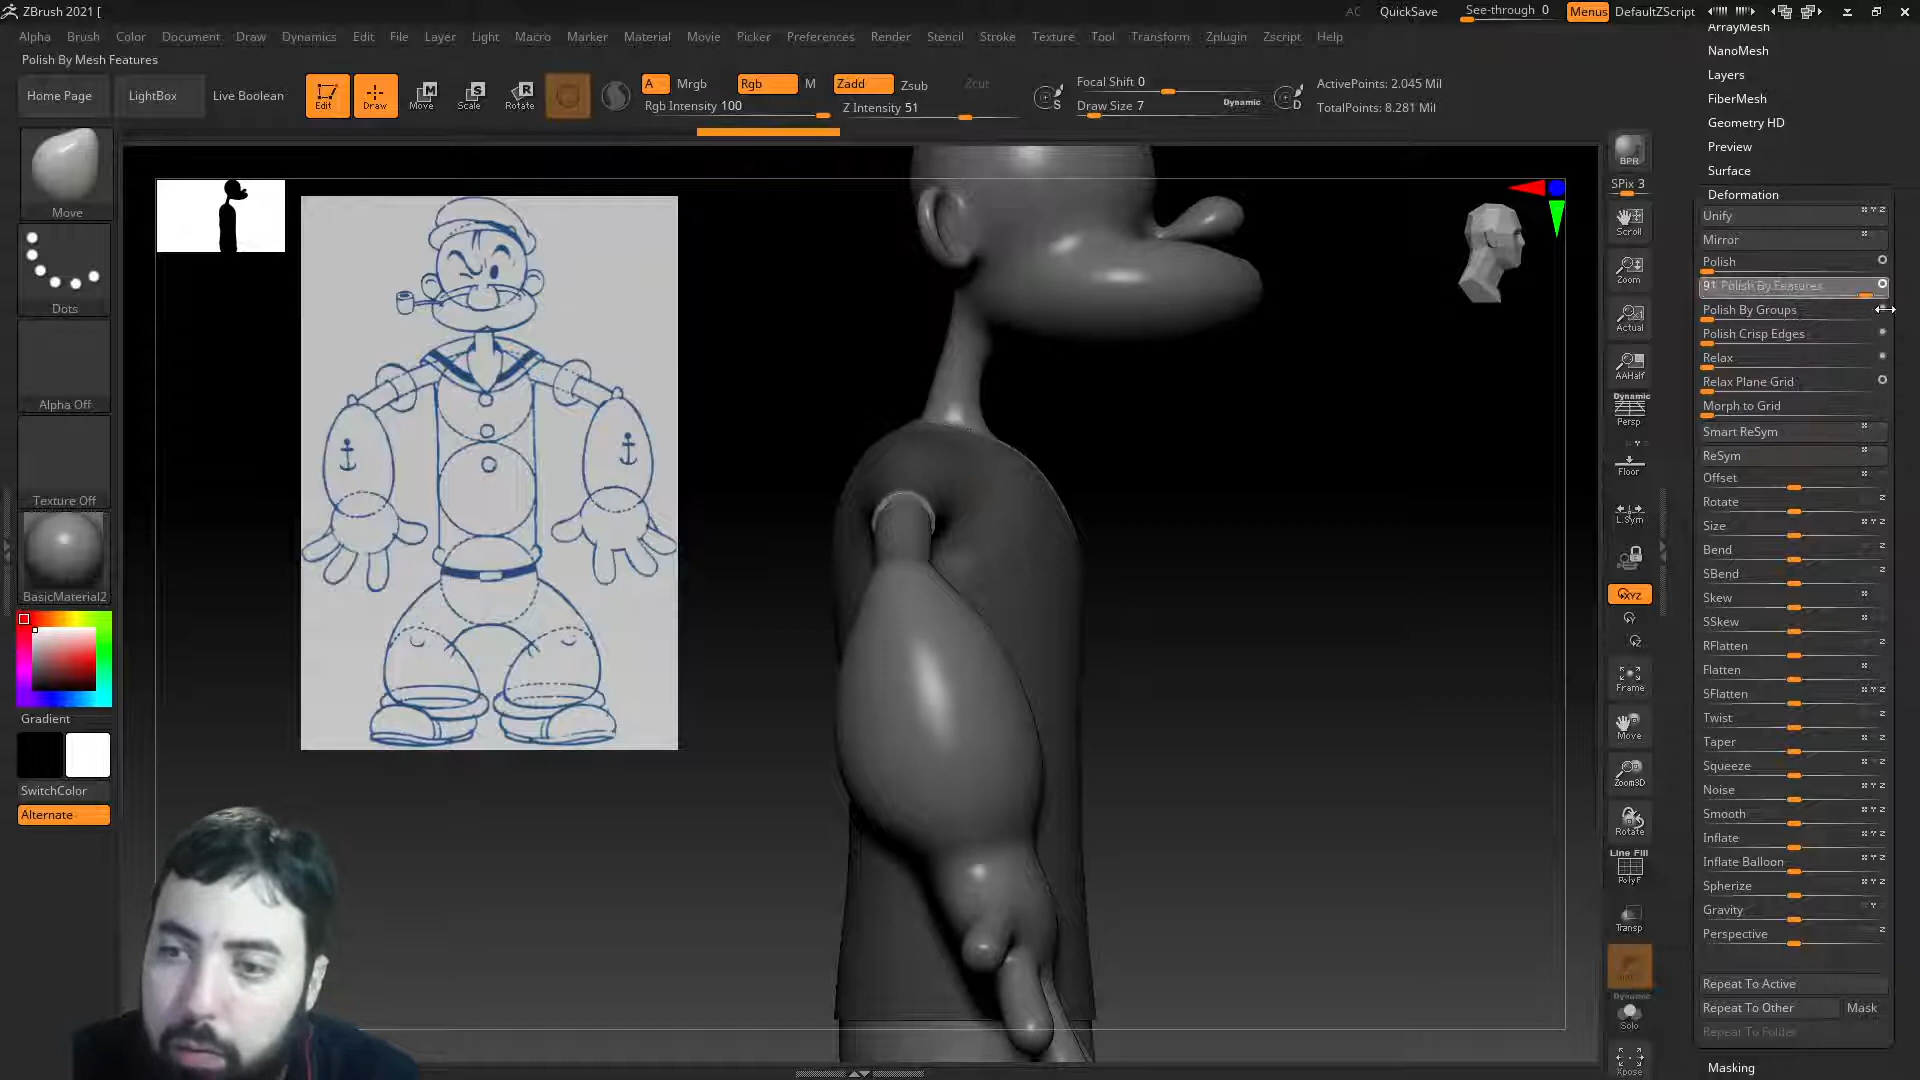 ZBrush 2021 [
AC
QuickSave
See-through 0
Menus
DefaultZScript
Alpha Brush Color Document Draw Dynamics Edit File Layer Light Macro Marker Material Movie Picker Preferences Render Stencil Stroke Texture Tool Transform Zplugin Zscript Help
Polish By Mesh Features
Home Page
LightBox
Live Boolean
Edit
Draw
Move
Scale
Rotate
A Mrgb
Rgb M
Zadd Zsub Zcut
Rgb Intensity 100
Z Intensity 51
S
Focal Shift 0
Draw Size 7
Dynamic
D
ActivePoints: 2.045 Mil
TotalPoints: 8.281 Mil
Move
Dots
Alpha Off
Texture Off
BasicMaterial2
Gradient
SwitchColor
Alternate
BPR
SPix 3
Scroll
Zoom
Actual
AAHalf
Dynamic
Persp
Floor
L.Sym
XYZ
Frame
Move
Zoom3D
Rotate
Line Fill
PolyF
Transp
Dynamic
Solo
Xpose
ArrayMesh
NanoMesh
Layers
FiberMesh
Geometry HD
Preview
Surface
Deformation
Unify
Mirror
Polish
91 Polish By Features
Polish By Groups
Polish Crisp Edges
Relax
Relax Plane Grid
Morph to Grid
Smart ReSym
ReSym
Offset
Rotate
Size
Bend
SBend
Skew
SSkew
RFlatten
Flatten
SFlatten
Twist
Taper
Squeeze
Noise
Smooth
Inflate
Inflate Balloon
Spherize
Gravity
Perspective
Repeat To Active
Repeat To Other Mask
Repeat To Folder
Masking